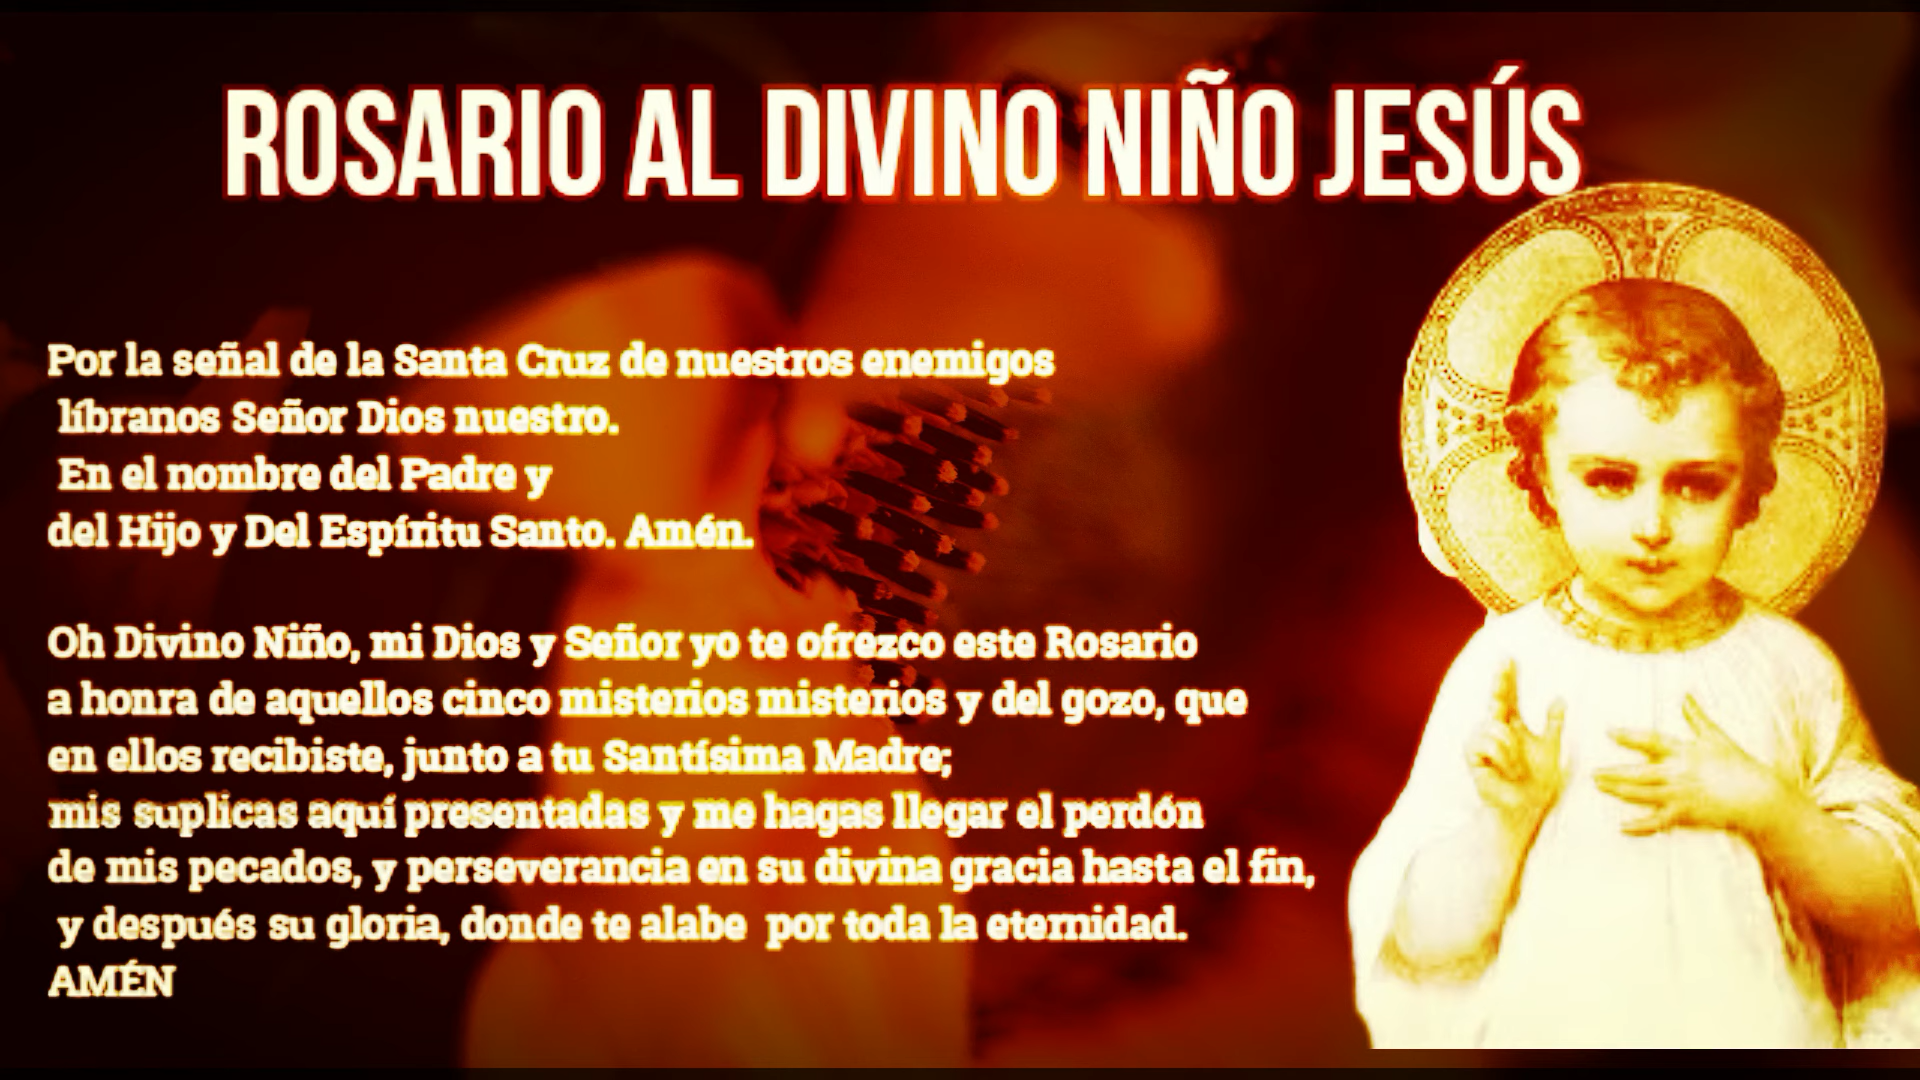 ROSARIO AL DIVINO NIÑO JESÚS
Por la señal de la Santa Cruz de nuestros enemigos
líbranos Señor Dios nuestro.
En el nombre del Padre y
del Hijo y Del Espíritu Santo. Amén.
Oh Divino Niño, mi Dios y Señor yo te ofrezco este Rosario
a honra de aquellos cinco misterios misterios y del gozo, que
en ellos recibiste, junto a tu Santísima Madre;
mis suplicas aquí presentadas y me hagas llegar el perdón
de mis pecados, y perseverancia en su divina gracia hasta el fin,
y después su gloria, donde te alabe por toda la eternidad.
AMÉN